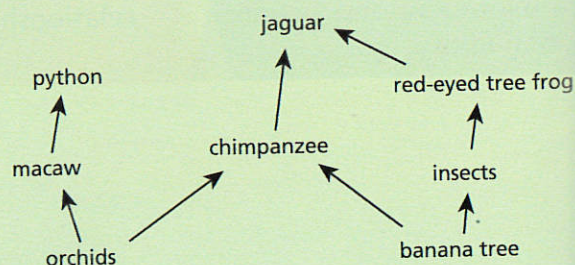 jaguar
python
red-eyed tree frog
chimpanzee
macaw
insects
orchids
banana tree